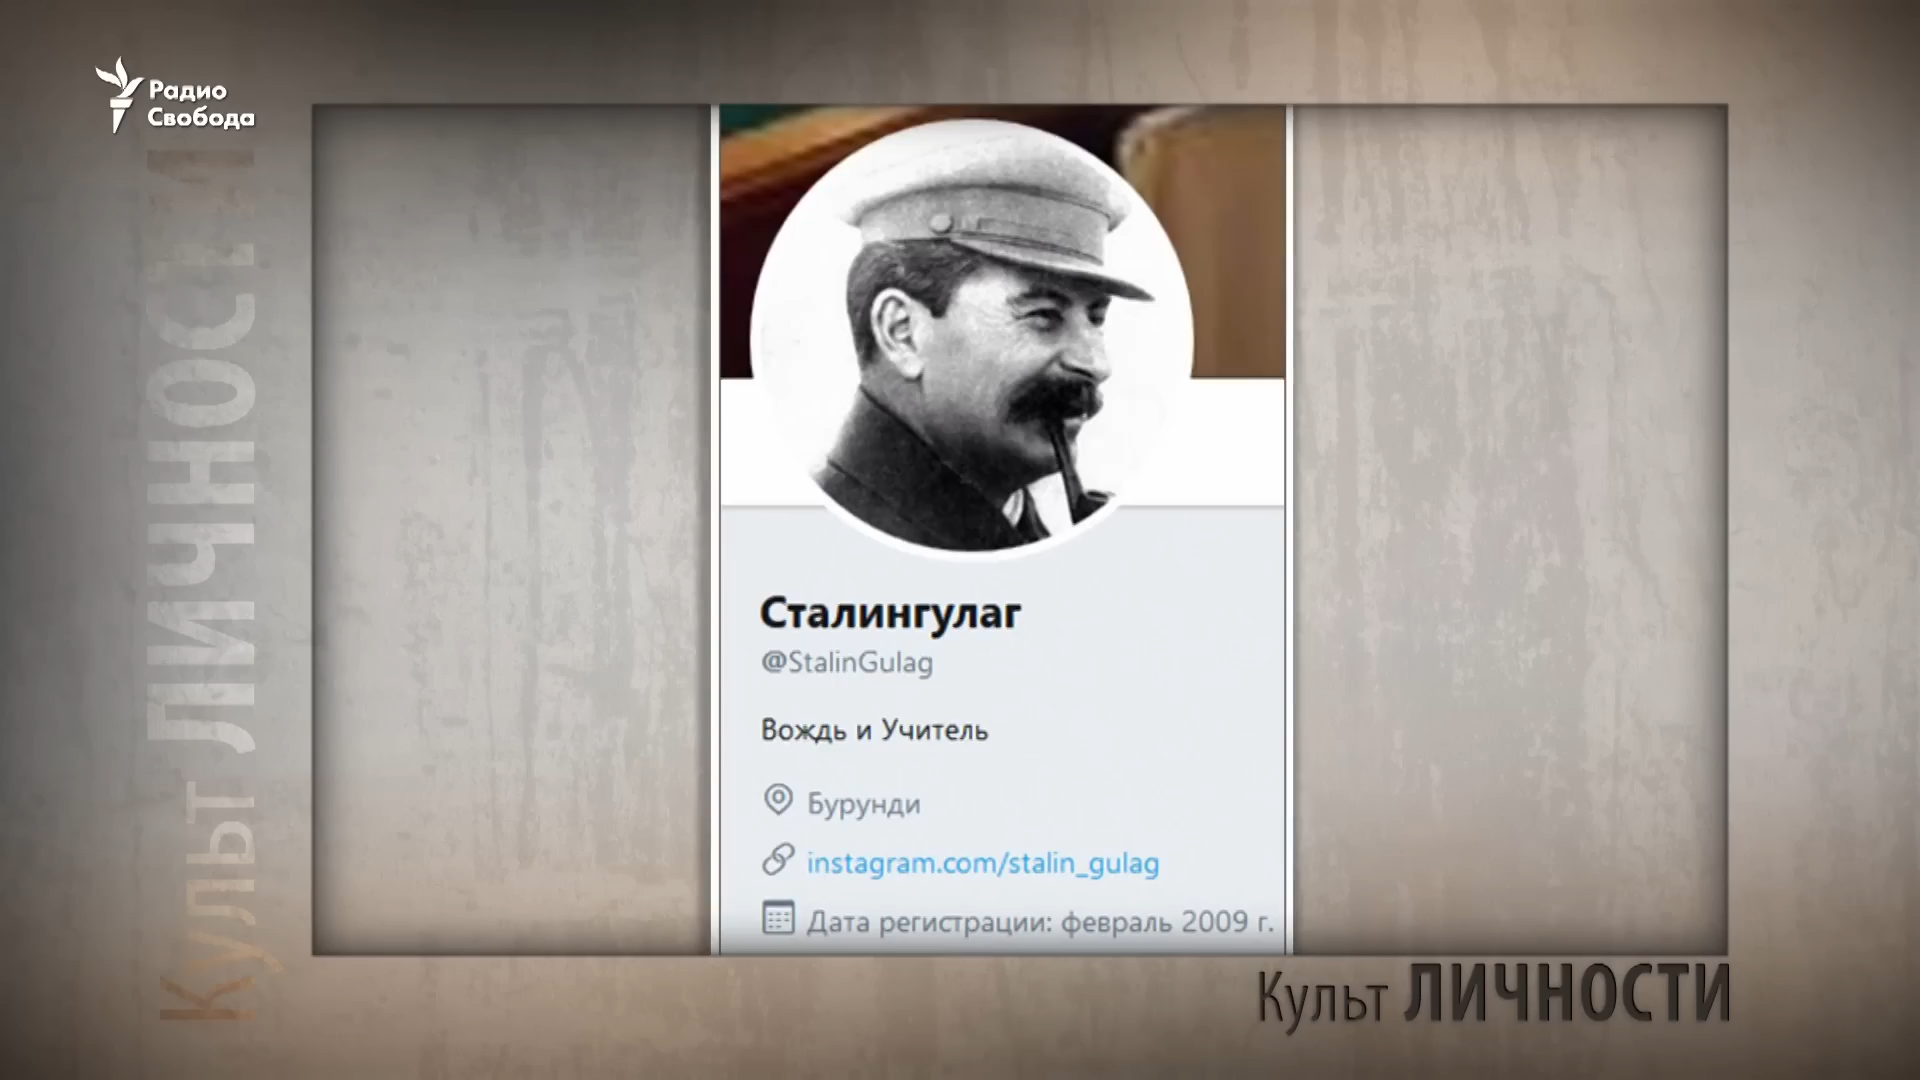 Радио
Свобода
Культ ЛИЧНОСТИ
Сталингулаг
@StalinGulag
Вождь и Учитель
Бурунди
instagram.com/stalin_gulag
Дата регистрации: февраль 2009 г.
Культ ЛИЧНОСТИ